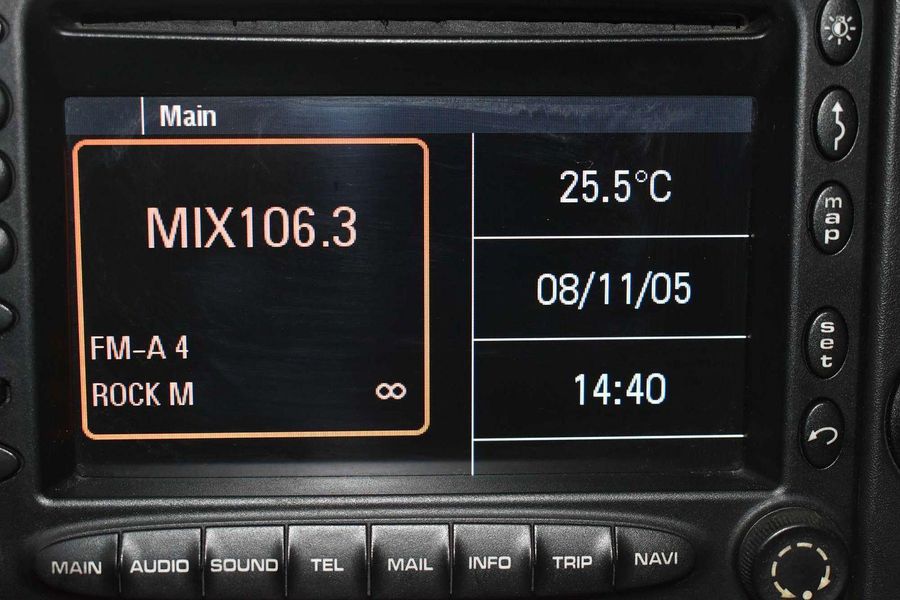 Main
MIX106.3
FM-A 4
ROCK M
25.5°C
08/11/05
14:40
map
set
MAIN
AUDIO
SOUND
TEL
MAIL
INFO
TRIP
NAVI